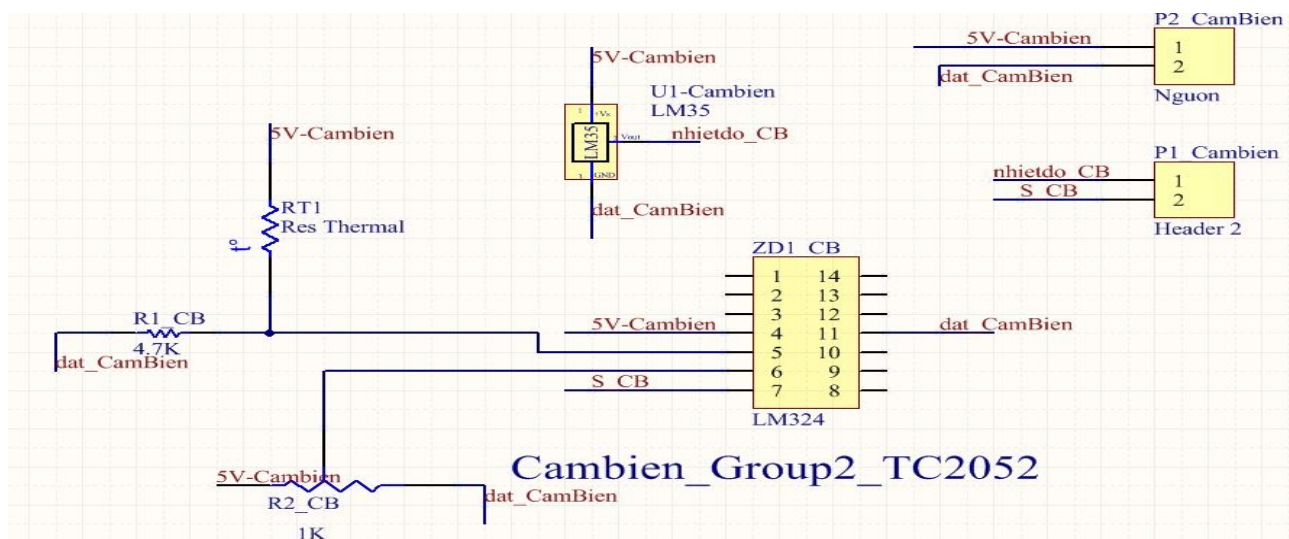 P2_CamBien
5V-Cambien
1
dat_CamBien
2
Nguon
5V-Cambien
U1-Cambien
LM35
1
+Vs
LM35
Vout
nhietdo_CB
GND
dat_CamBien
P1_Cambien
nhietdo_CB
1
S_CB
2
Header 2
5V-Cambien
RT1
Res Thermal
t°
R1_CB
4.7K
dat_CamBien
ZD1_CB
1 14
2 13
3 12
5V-Cambien 4 11 dat_CamBien
5 10
6 9
S_CB 7 8
LM324
5V-Cambien
R2_CB
1K
dat_CamBien
Cambien_Group2_TC2052